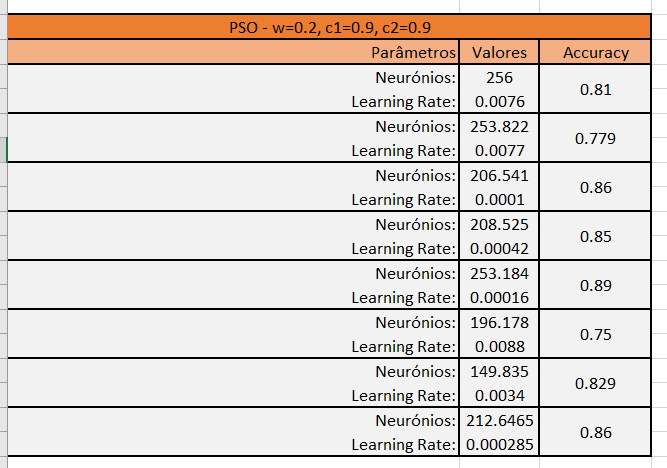 PSO - w=0.2, c1=0.9, c2=0.9
Parâmetros Valores Accuracy
Neurónios: 256
0.81
Learning Rate: 0.0076
Neurónios: 253.822
0.779
Learning Rate: 0.0077
Neurónios: 206.541
0.86
Learning Rate: 0.0001
Neurónios: 208.525
0.85
Learning Rate: 0.00042
Neurónios: 253.184
0.89
Learning Rate: 0.00016
Neurónios: 196.178
0.75
Learning Rate: 0.0088
Neurónios: 149.835
0.829
Learning Rate: 0.0034
Neurónios: 212.6465
0.86
Learning Rate: 0.000285